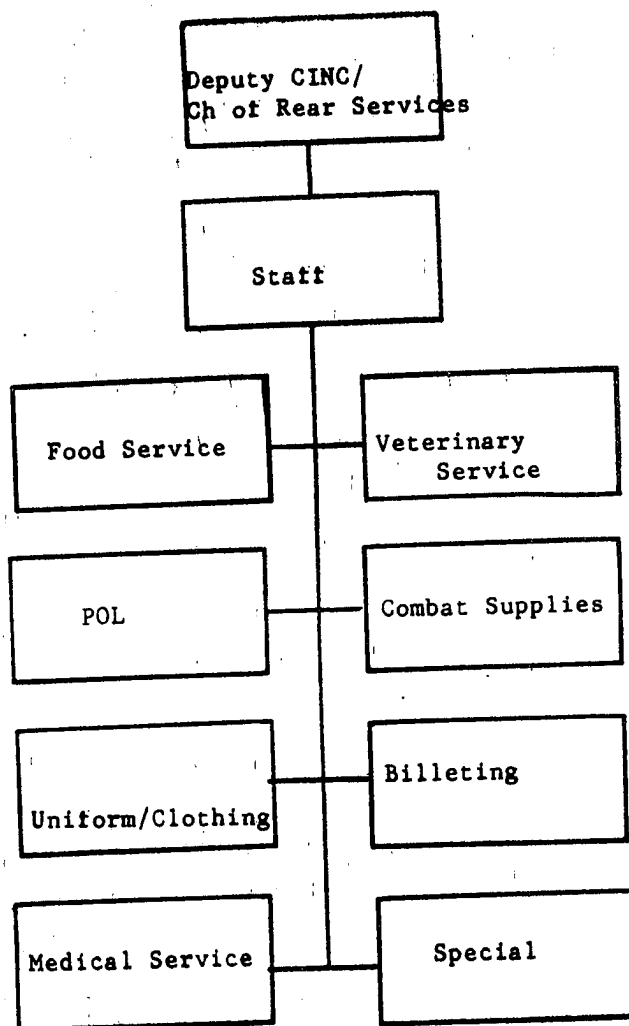 Deputy CINC/
Ch of Rear Services
Staff
Food Service
Veterinary
Service
POL
Combat Supplies
Uniform/Clothing
Billeting
Medical Service
Special